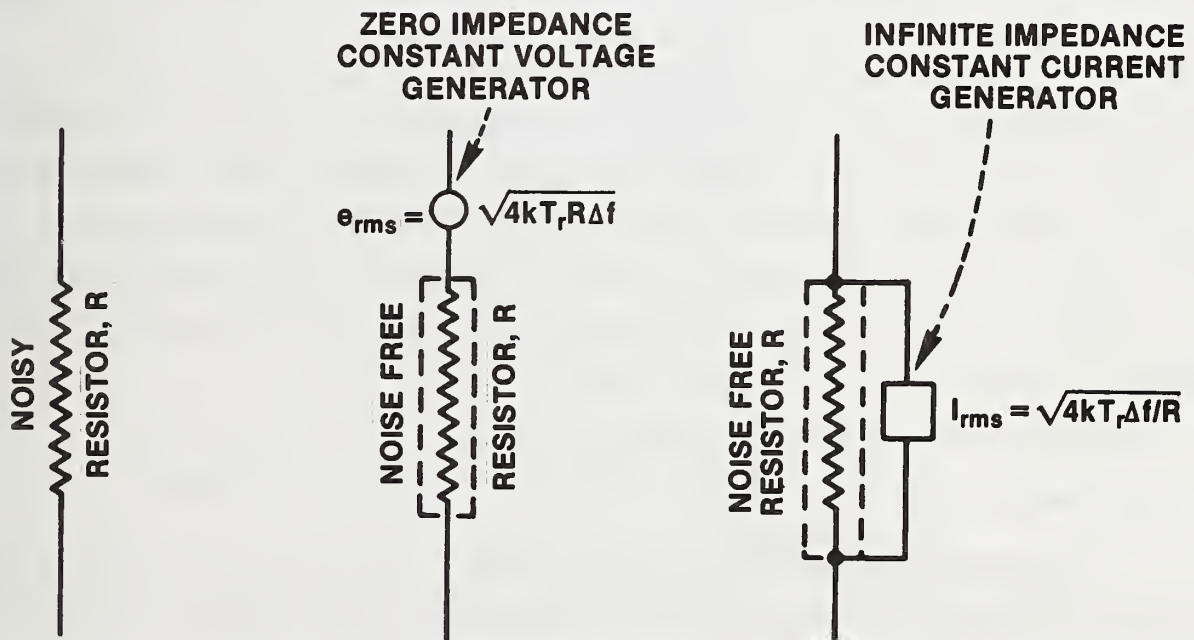 ZERO IMPEDANCE
CONSTANT VOLTAGE
GENERATOR
INFINITE IMPEDANCE
CONSTANT CURRENT
GENERATOR
e_rms = √4kT_rRΔf
NOISY
RESISTOR, R
NOISE FREE
RESISTOR, R
NOISE FREE
RESISTOR, R
I_rms = √4kT_rΔf/R